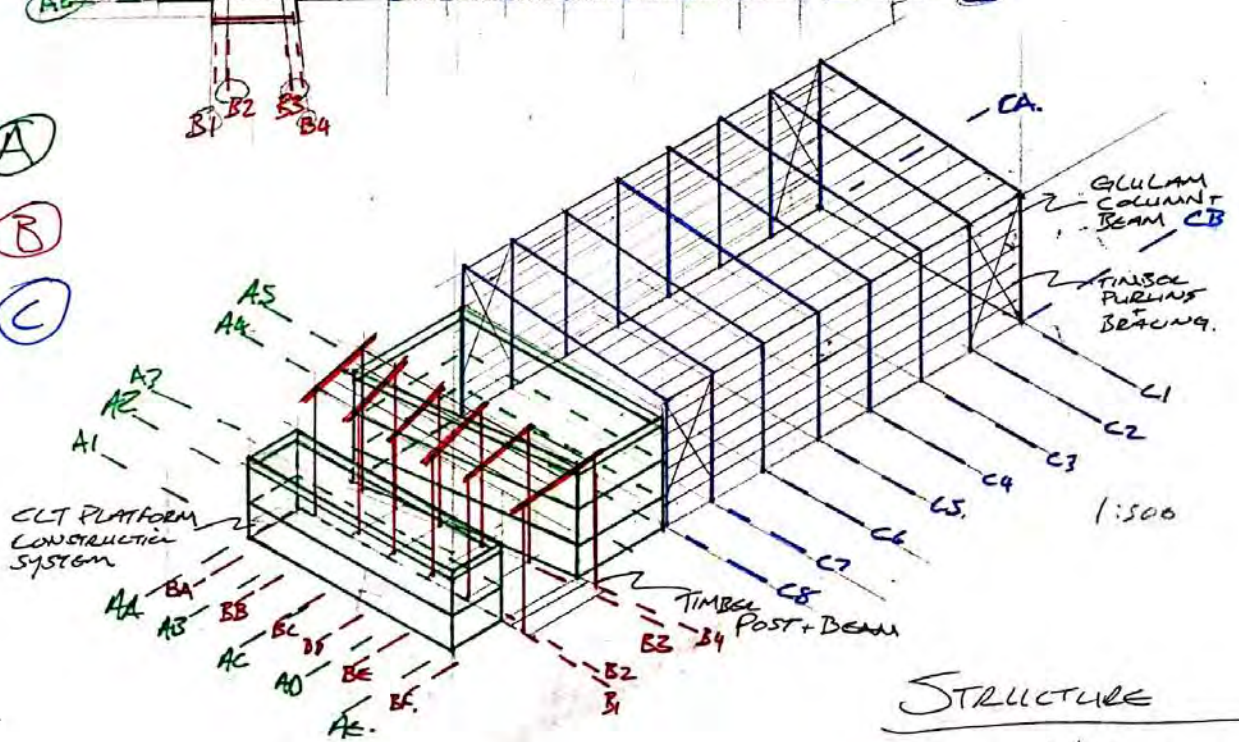 B1
B2
B3
B4
A
B
C
CA.
GLULAM
COLUMN +
BEAM CB
TIMBER
PURLINS
+
BRACING.
A5
A4
A3
A2
A1
C1
C2
C3
C4
C5.
C6
C7
C8
1:500
CLT PLATFORM
CONSTRUCTION
SYSTEM
AA
BA
AB
BB
AC
BC
BD
AD
BE
AE.
BF.
TIMBER
POST + BEAM
B4
B3
B2
B1
STRUCTURE